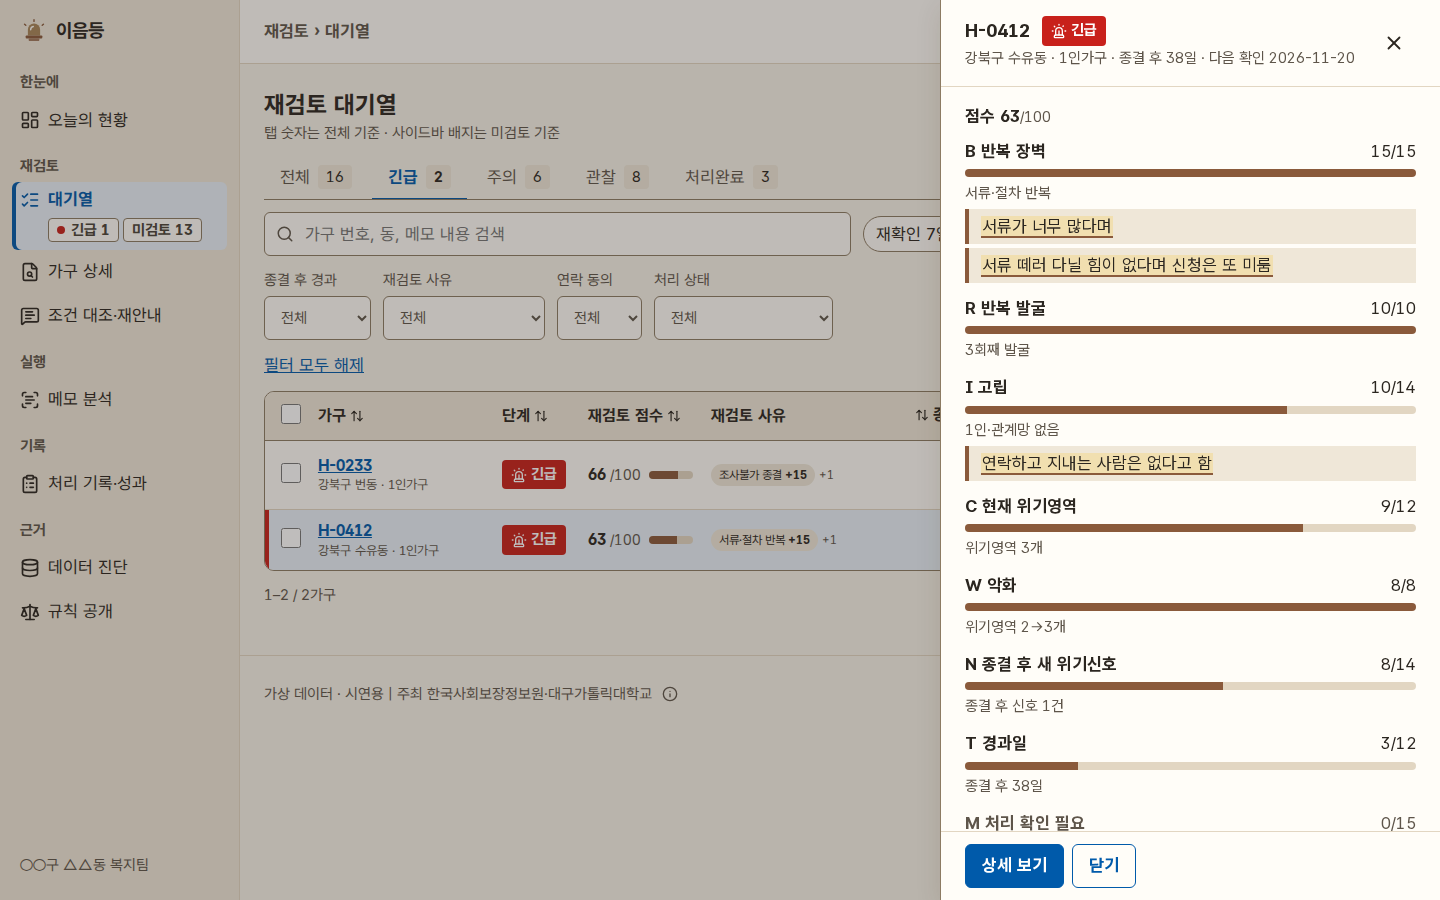 이음등
한눈에
오늘의 현황
재검토
대기열
긴급 1
미검토 13
가구 상세
조건 대조·재안내
실행
메모 분석
기록
처리 기록·성과
근거
데이터 진단
규칙 공개
○○구 △△동 복지팀
재검토 › 대기열
재검토 대기열
탭 숫자는 전체 기준 · 사이드바 배지는 미검토 기준
전체 16 긴급 2 주의 6 관찰 8 처리완료 3
가구 번호, 동, 메모 내용 검색
재확인 7
종결 후 경과 재검토 사유 연락 동의 처리 상태
전체 전체 전체 전체
필터 모두 해제
가구 단계 재검토 점수 재검토 사유
H-0233 긴급 66 /100 조사불가 종결 +15 +1
강북구 번동 · 1인가구
H-0412 긴급 63 /100 서류·절차 반복 +15 +1
강북구 수유동 · 1인가구
1–2 / 2가구
가상 데이터 · 시연용 | 주최 한국사회보장정보원·대구가톨릭대학교
H-0412 긴급
강북구 수유동 · 1인가구 · 종결 후 38일 · 다음 확인 2026-11-20
점수 63/100
B 반복 장벽 15/15
서류·절차 반복
서류가 너무 많다며
서류 떼러 다닐 힘이 없다며 신청은 또 미룸
R 반복 발굴 10/10
3회째 발굴
I 고립 10/14
1인·관계망 없음
연락하고 지내는 사람은 없다고 함
C 현재 위기영역 9/12
위기영역 3개
W 악화 8/8
위기영역 2→3개
N 종결 후 새 위기신호 8/14
종결 후 신호 1건
T 경과일 3/12
종결 후 38일
M 처리 확인 필요 0/15
상세 보기
닫기